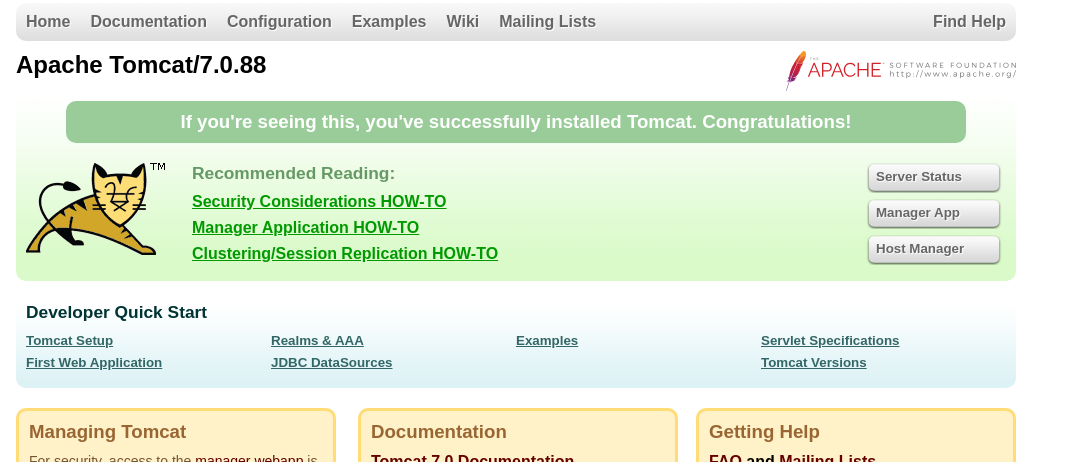 Home Documentation Configuration Examples Wiki Mailing Lists Find Help
Apache Tomcat/7.0.88
THE APACHE SOFTWARE FOUNDATION
http://www.apache.org/
If you're seeing this, you've successfully installed Tomcat. Congratulations!
TM
Recommended Reading:
Security Considerations HOW-TO
Manager Application HOW-TO
Clustering/Session Replication HOW-TO
Server Status
Manager App
Host Manager
Developer Quick Start
Tomcat Setup Realms & AAA Examples Servlet Specifications
First Web Application JDBC DataSources Tomcat Versions
Managing Tomcat
For security, access to the manager webapp is
Documentation
Tomcat 7.0 Documentation
Getting Help
FAQ and Mailing Lists